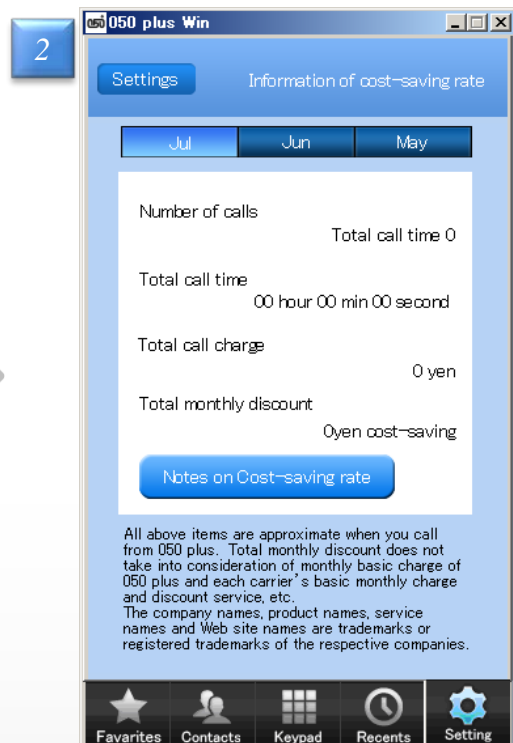 2
050 050 plus Win
Settings Information of cost-saving rate
Jul Jun May
Number of calls
Total call time 0
Total call time
00 hour 00 min 00 second
Total call charge
0 yen
Total monthly discount
0yen cost-saving
Notes on Cost-saving rate
All above items are approximate when you call
from 050 plus. Total monthly discount does not
take into consideration of monthly basic charge of
050 plus and each carrier's basic monthly charge
and discount service, etc.
The company names, product names, service
names and Web site names are trademarks or
registered trademarks of the respective companies.
Favarites Contacts Keypad Recents Setting